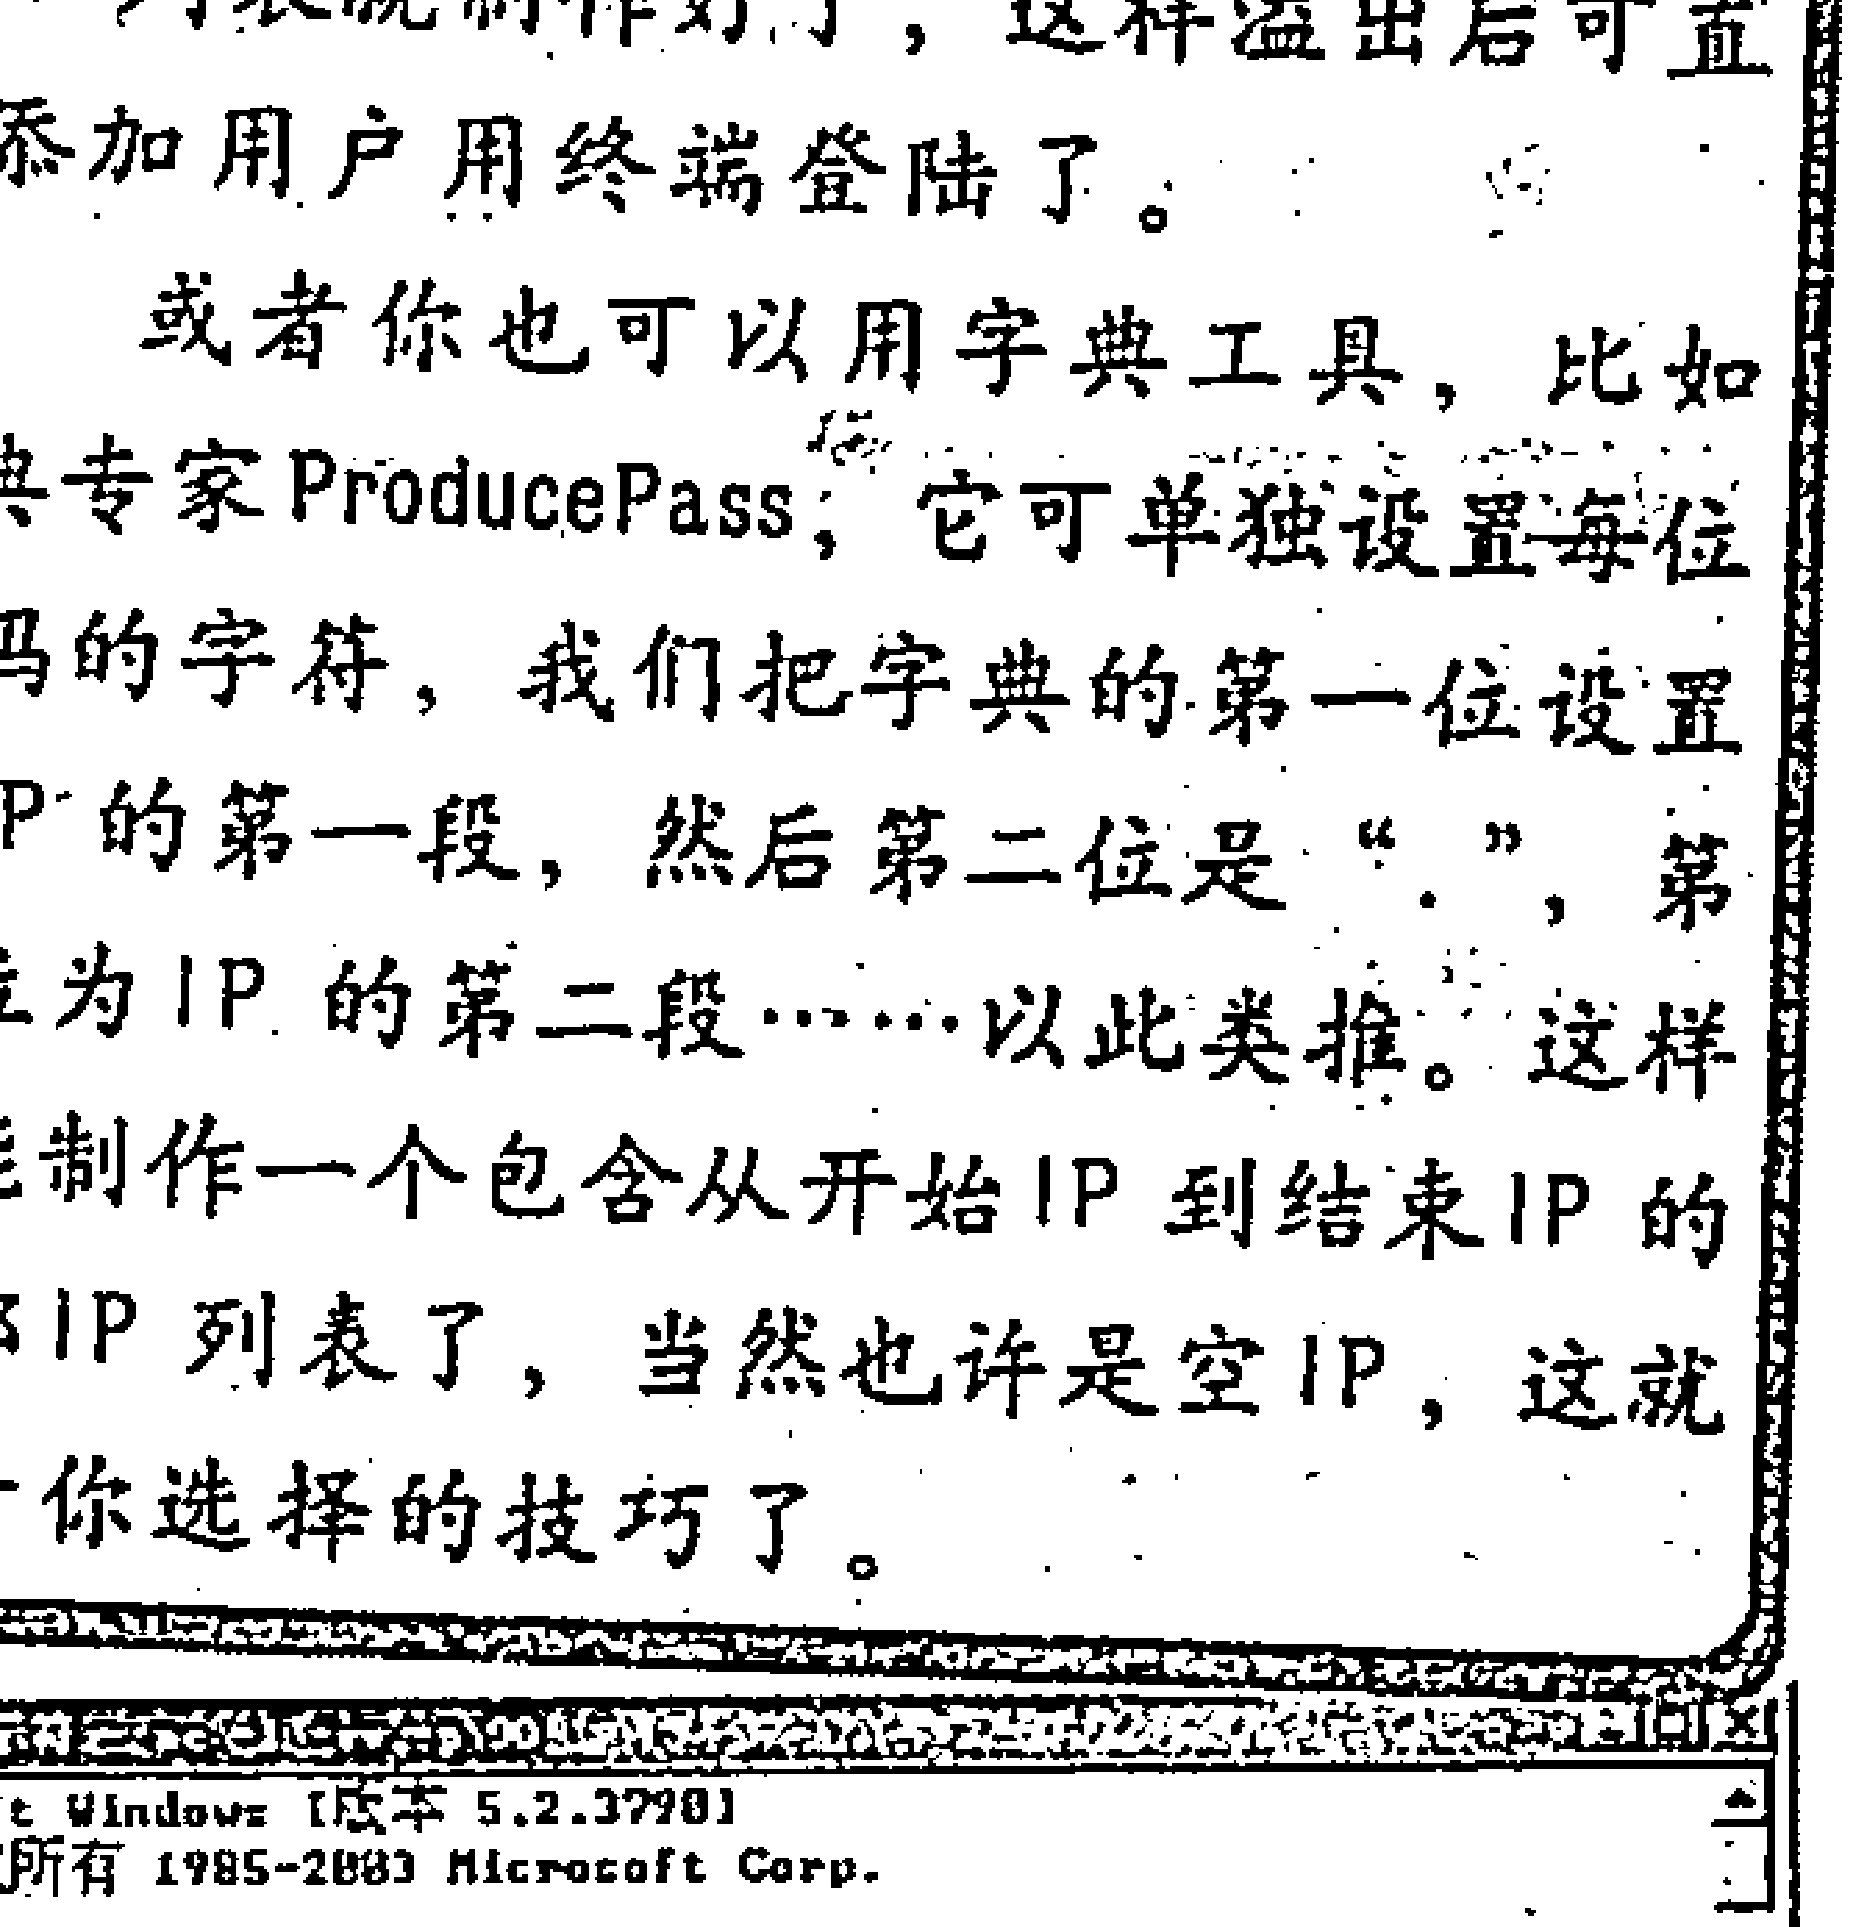 列表就制作好了，这样溢出后可置
添加用户用终端登陆了。
或者你也可以用字典工具，比如
典专家ProducePass，它可单独设置每位
码的字符，我们把字典的第一位设置
P 的第一段，然后第二位是“.”，第
位为IP 的第二段……以此类推。这样
能制作一个包含从开始IP 到结束IP 的
部IP 列表了，当然也许是空IP，这就
你选择的技巧了。
t Windows [版本 5.2.3790]
所有 1985-2003 Microsoft Corp.